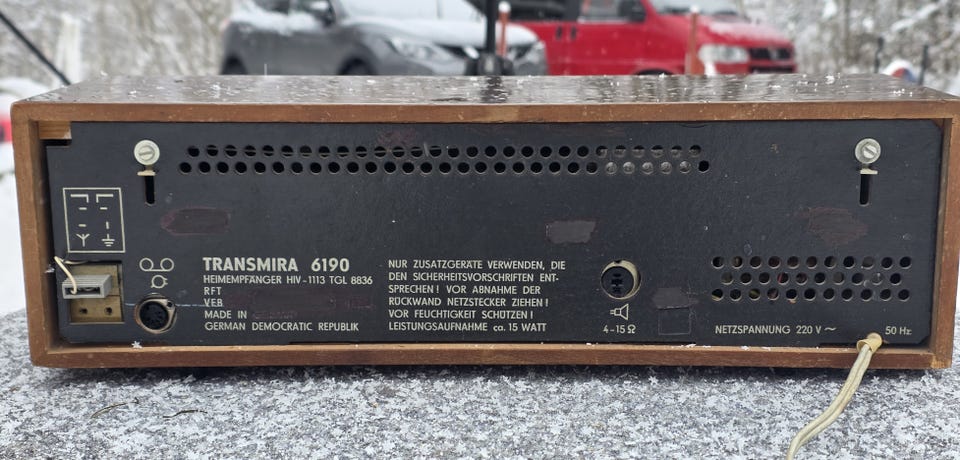 TRANSMIRA 6190
HEIMEMPFÄNGER HIV-1113 TGL 8836
RFT
VEB
MADE IN
GERMAN DEMOCRATIC REPUBLIK
NUR ZUSATZGERÄTE VERWENDEN, DIE
DEN SICHERHEITSVORSCHRIFTEN ENT-
SPRECHEN! VOR ABNAHME DER
RÜCKWAND NETZSTECKER ZIEHEN!
VOR FEUCHTIGKEIT SCHÜTZEN!
LEISTUNGSAUFNAHME ca. 15 WATT
4-15 Ω
NETZSPANNUNG 220 V ~ 50 Hz